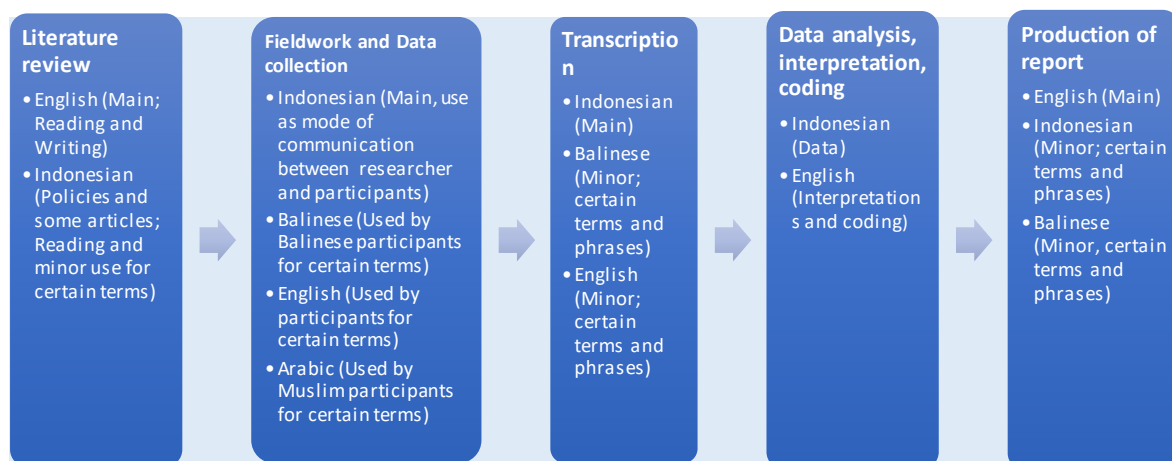 Literature
review
• English (Main;
Reading and
Writing)
• Indonesian
(Policies and
some articles;
Reading and
minor use for
certain terms)
Fieldwork and Data
collection
• Indonesian (Main, use
as mode of
communication
between researcher
and participants)
• Balinese (Used by
Balinese participants
for certain terms)
• English (Used by
participants for
certain terms)
• Arabic (Used by
Muslim participants
for certain terms)
Transcriptio
n
• Indonesian
(Main)
• Balinese
(Minor;
certain
terms and
phrases)
• English
(Minor;
certain
terms and
phrases)
Data analysis,
interpretation,
coding
• Indonesian
(Data)
• English
(Interpretation
s and coding)
Production of
report
• English (Main)
• Indonesian
(Minor; certain
terms and
phrases)
• Balinese
(Minor, certain
terms and
phrases)